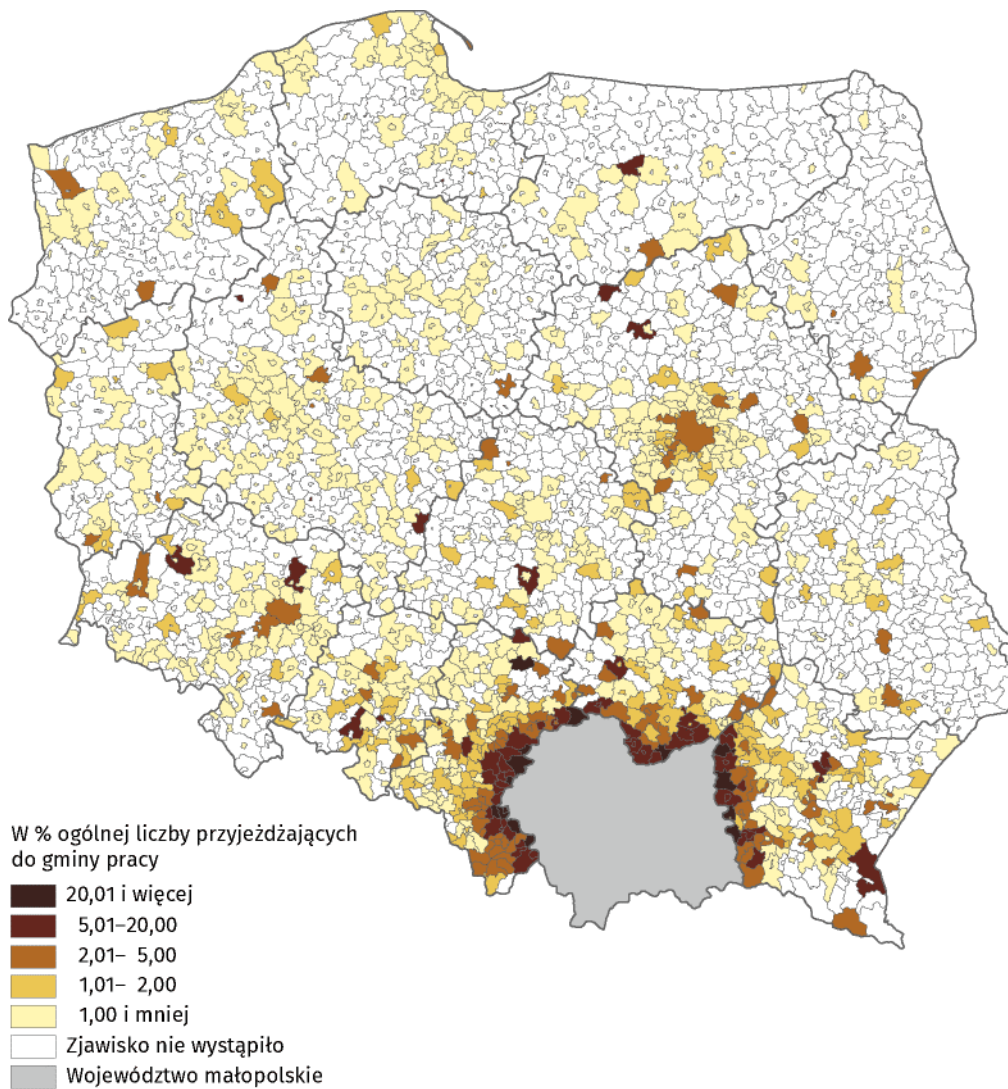 W % ogólnej liczby przyjeżdżających
do gminy pracy
20,01 i więcej
5,01–20,00
2,01– 5,00
1,01– 2,00
1,00 i mniej
Zjawisko nie wystąpiło
Województwo małopolskie